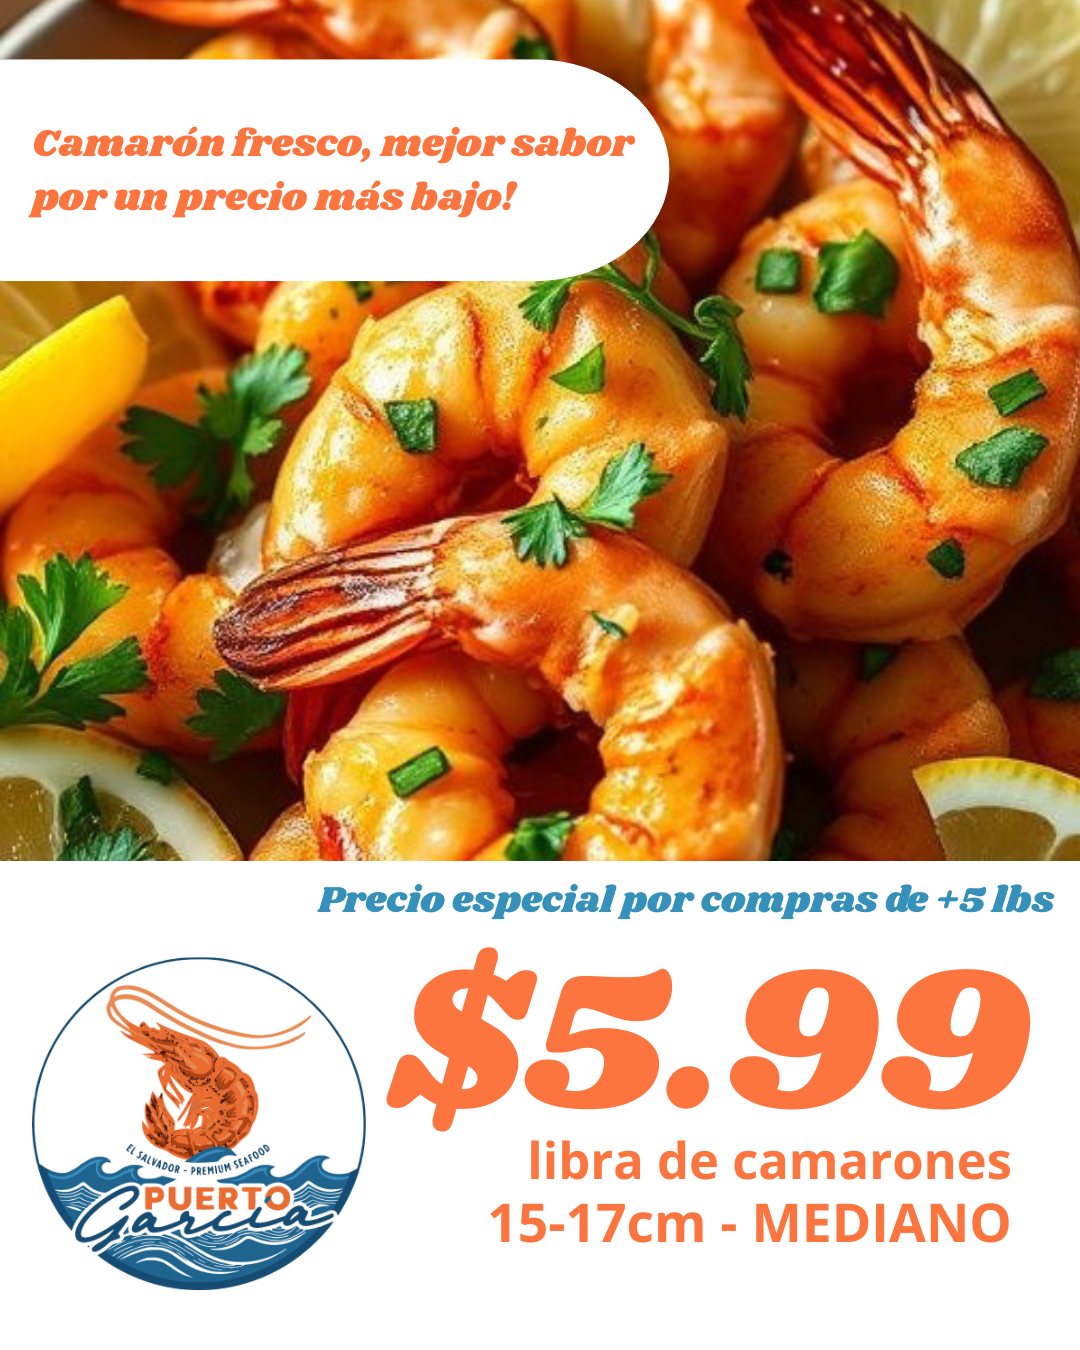 Camarón fresco, mejor sabor
por un precio más bajo!
Precio especial por compras de +5 lbs
$5.99
libra de camarones
15-17cm - MEDIANO
EL SALVADOR - PREMIUM SEAFOOD
PUERTO
García